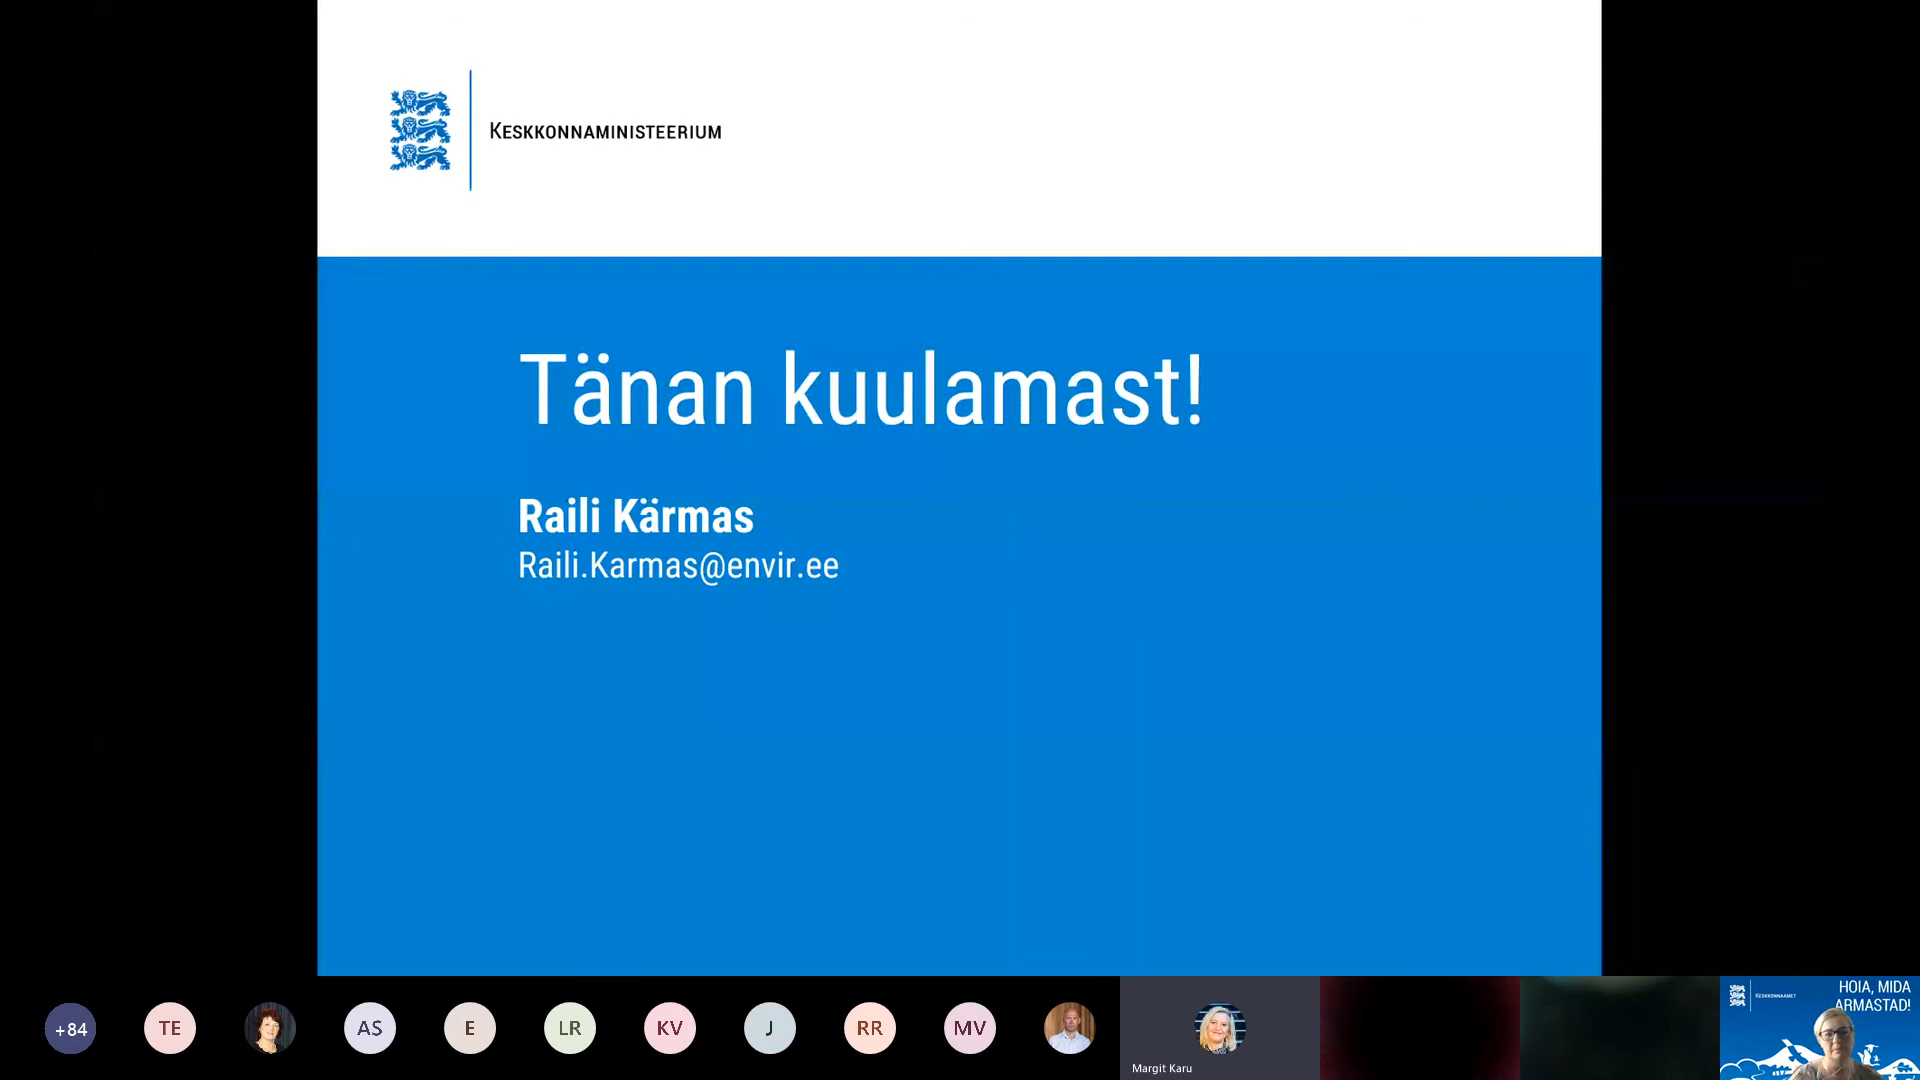 KESKKONNAMINISTEERIUM
Tänan kuulamast!
Raili Kärmas
Raili.Karmas@envir.ee
+84
TE
AS
E
LR
KV
J
RR
MV
Margit Karu
KESKKONNAAMET
HOIA, MIDA
ARMASTAD!